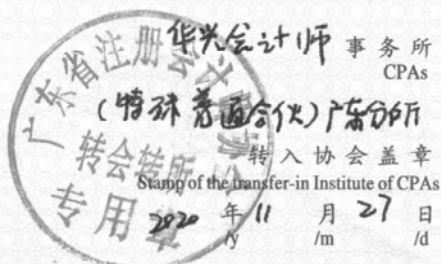 华兴会计师 事务所
CPAs
(特殊普通合伙)广东分所
转入协会盖章
Stamp of the transfer-in Institute of CPAs
2020 年 11 月 27 日
/y /m /d
广东省注册会计师协会
转会转所
专用章